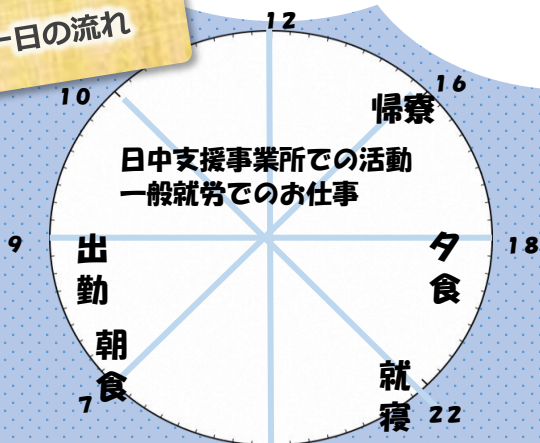 一日の流れ
12
10
16
帰寮
日中支援事業所での活動
一般就労でのお仕事
9
出勤
夕食
18
朝食
7
就寝
22